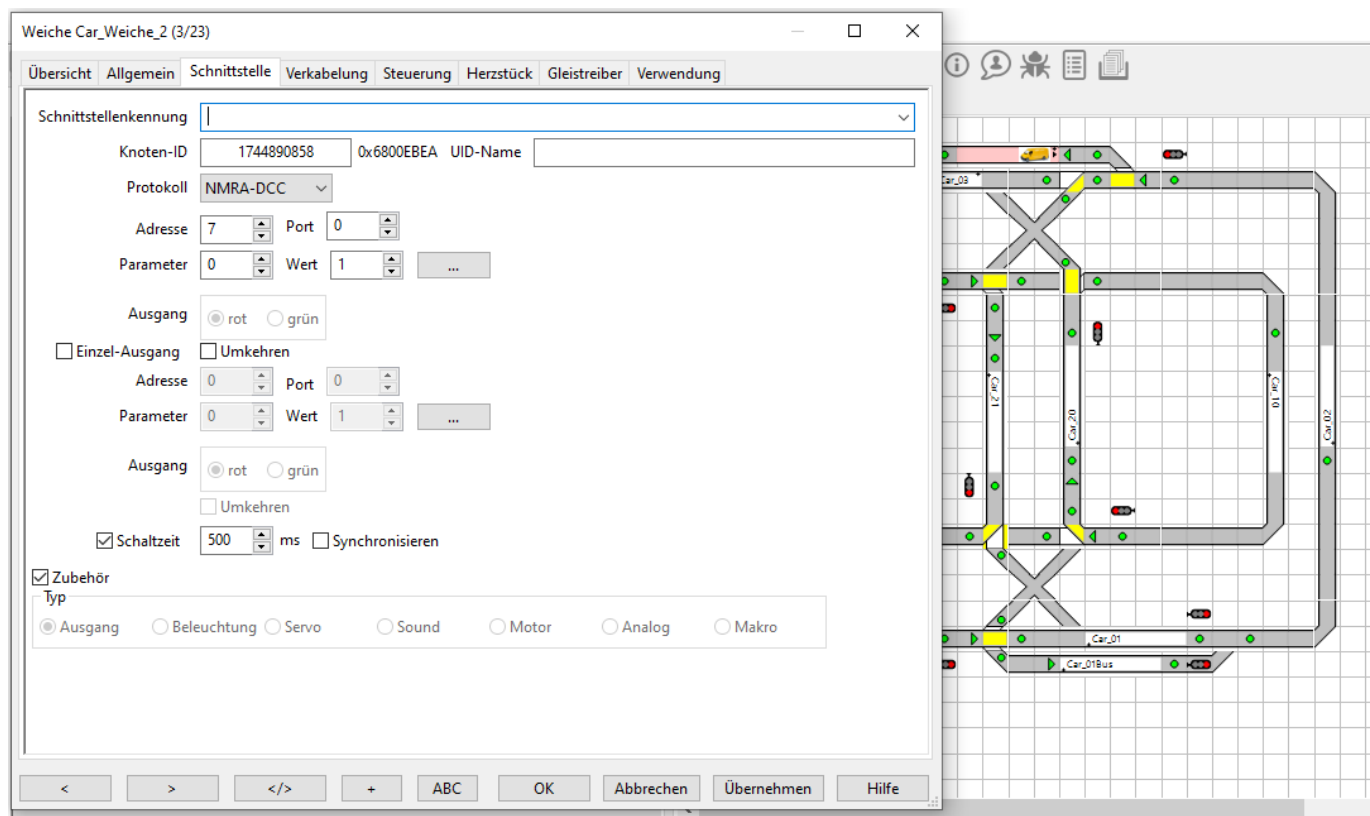 Weiche Car_Weiche_2 (3/23)
Übersicht Allgemein Schnittstelle Verkabelung Steuerung Herzstück Gleistreiber Verwendung
Schnittstellenkennung
Knoten-ID 1744890858 0x6800EBEA UID-Name
Protokoll NMRA-DCC
Adresse 7 Port 0
Parameter 0 Wert 1 ...
Ausgang rot grün
Einzel-Ausgang Umkehren
Adresse 0 Port 0
Parameter 0 Wert 1 ...
Ausgang rot grün
Umkehren
Schaltzeit 500 ms Synchronisieren
Zubehör
Typ
Ausgang Beleuchtung Servo Sound Motor Analog Makro
< > </> + ABC OK Abbrechen Übernehmen Hilfe
Car_03
Car_21
Car_20
Car_10
Car_02
Car_01
Car_01Bus